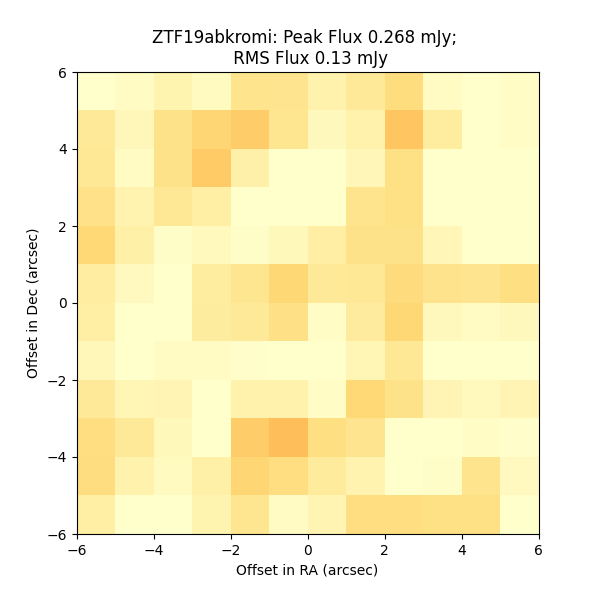 ZTF19abkromi: Peak Flux 0.268 mJy;
RMS Flux 0.13 mJy
6
4
2
0
−2
−4
−6
Offset in Dec (arcsec)
−6 −4 −2 0 2 4 6
Offset in RA (arcsec)